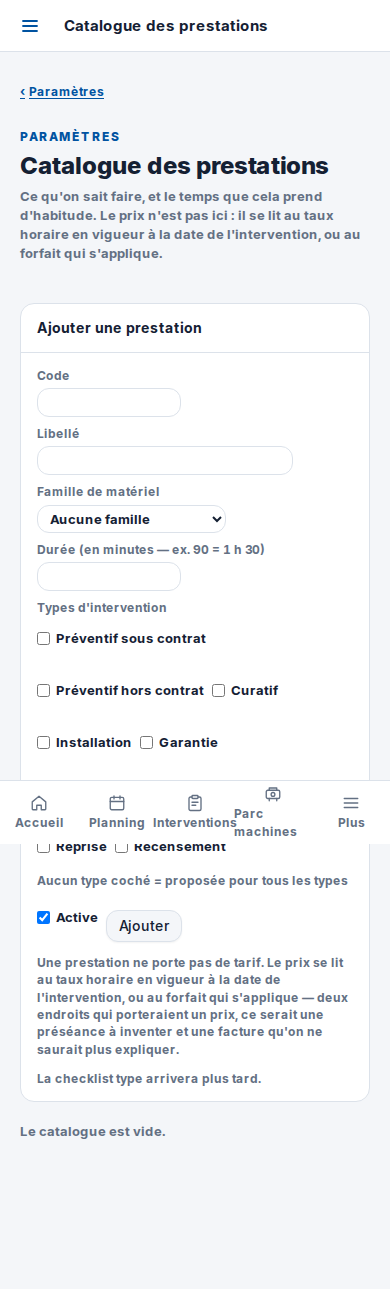 Catalogue des prestations
‹ Paramètres
PARAMÈTRES
Catalogue des prestations
Ce qu'on sait faire, et le temps que cela prend
d'habitude. Le prix n'est pas ici : il se lit au taux
horaire en vigueur à la date de l'intervention, ou au
forfait qui s'applique.
Ajouter une prestation
Code
Libellé
Famille de matériel
Aucune famille
Durée (en minutes — ex. 90 = 1 h 30)
Types d'intervention
Préventif sous contrat
Préventif hors contrat Curatif
Installation Garantie
Accueil Planning Interventions Parc machines Plus
Reprise Recensement
Aucun type coché = proposée pour tous les types
Active Ajouter
Une prestation ne porte pas de tarif. Le prix se lit
au taux horaire en vigueur à la date de
l'intervention, ou au forfait qui s'applique — deux
endroits qui porteraient un prix, ce serait une
préséance à inventer et une facture qu'on ne
saurait plus expliquer.
La checklist type arrivera plus tard.
Le catalogue est vide.